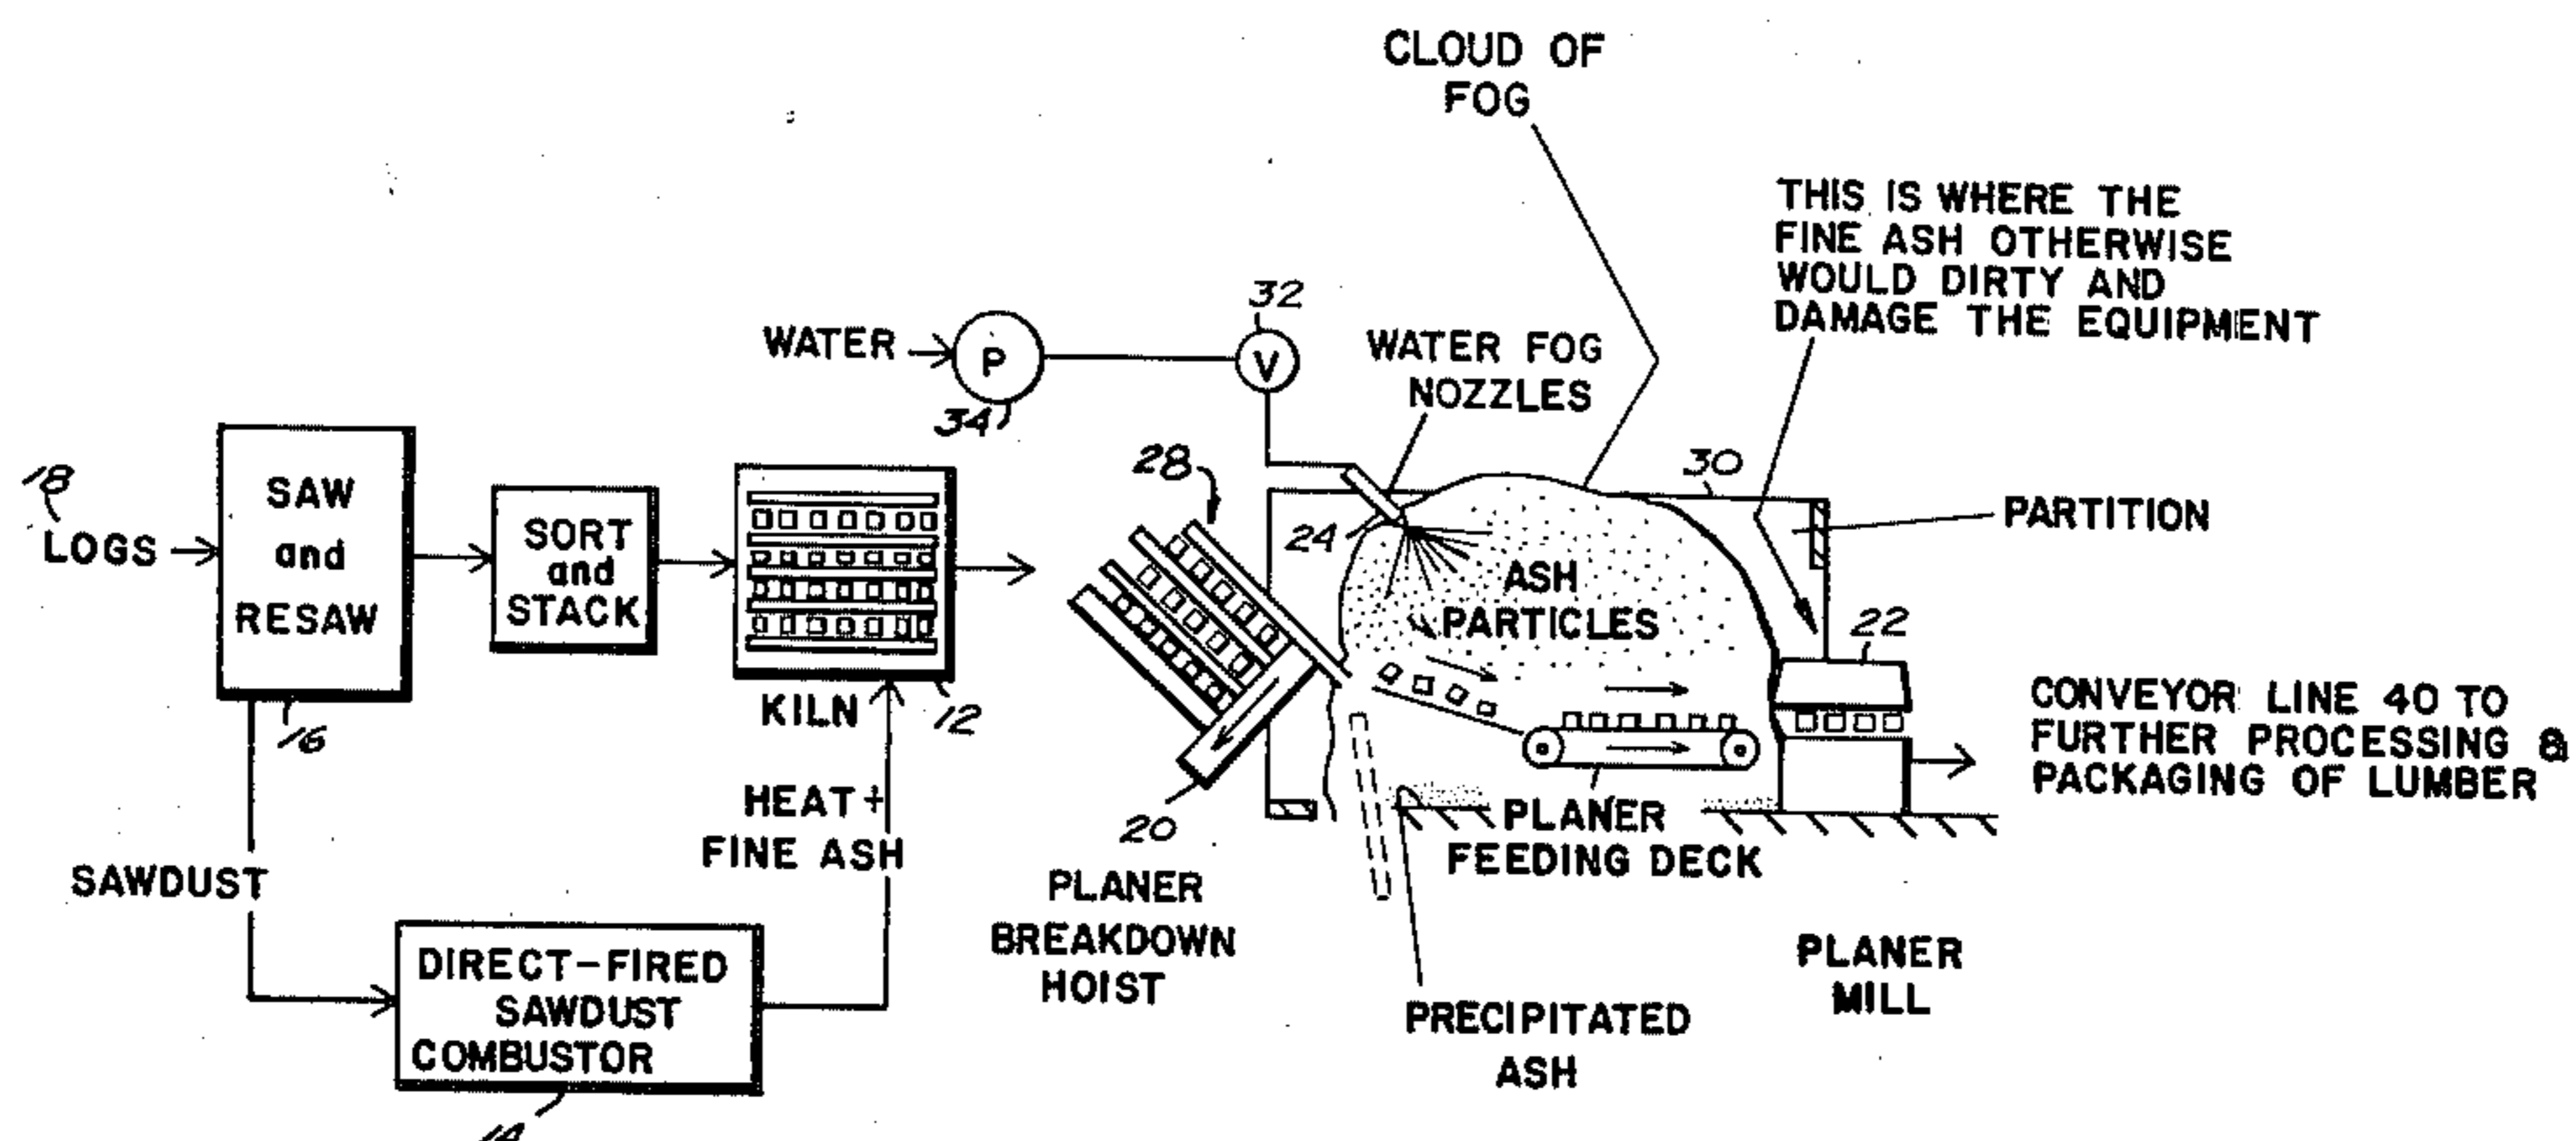 CLOUD OF
FOG
THIS IS WHERE THE
FINE ASH OTHERWISE
WOULD DIRTY AND
DAMAGE THE EQUIPMENT
32
WATER
P
V
34
WATER FOG
NOZZLES
18
LOGS
SAW
and
RESAW
16
SORT
and
STACK
KILN
12
28
24
30
PARTITION
ASH
PARTICLES
22
CONVEYOR LINE 40 TO
FURTHER PROCESSING &
PACKAGING OF LUMBER
HEAT +
FINE ASH
SAWDUST
20
PLANER
BREAKDOWN
HOIST
PLANER
FEEDING DECK
PLANER
MILL
PRECIPITATED
ASH
DIRECT-FIRED
SAWDUST
COMBUSTOR
14